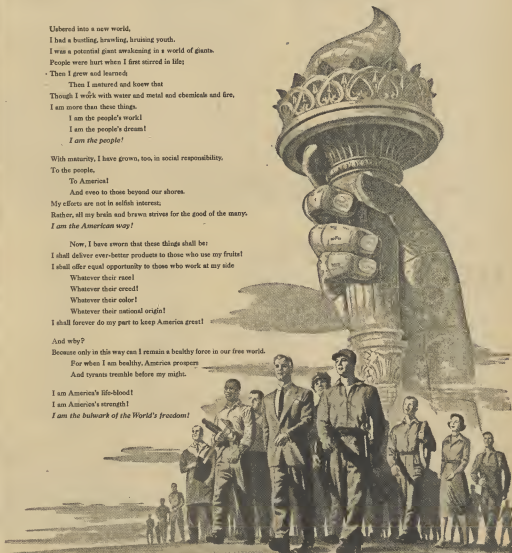 Ushered into a new world,
I had a bustling, brawling, bruising youth.
I was a potential giant awakening in a world of giants.
People were hurt when I first stirred in life;
Then I grew and learned;
Then I matured and knew that
Though I work with water and metal and chemicals and fire,
I am more than these things.
I am the people's work!
I am the people's dream!
I am the people!
With maturity, I have grown, too, in social responsibility.
To the people,
To America!
And even to those beyond our shores.
My efforts are not in selfish interest;
Rather, all my brain and brawn strives for the good of the many.
I am the American way!
Now, I have sworn that these things shall be:
I shall deliver ever-better products to those who use my fruits!
I shall offer equal opportunity to those who work at my side
Whatever their race!
Whatever their creed!
Whatever their color!
Whatever their national origin!
I shall forever do my part to keep America great!
And why?
Because only in this way can I remain a healthy force in our free world.
For when I am healthy, America prospers
And tyrants tremble before my might.
I am America's life-blood!
I am America's strength!
I am the bulwark of the World's freedom!